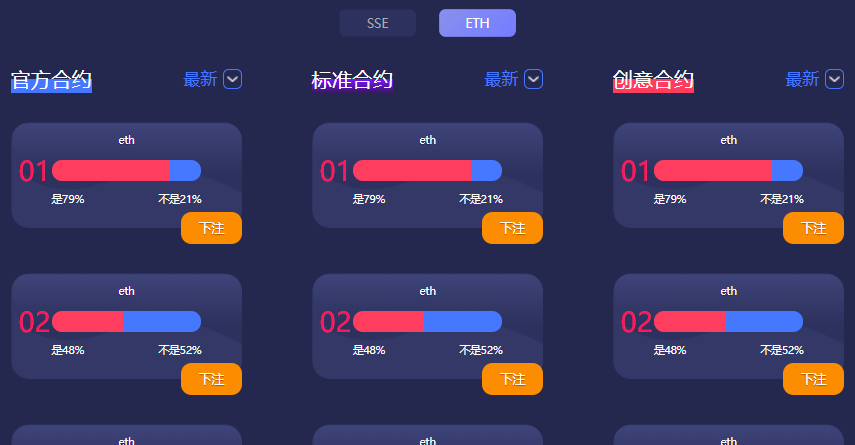 SSE ETH
官方合约 最新 标准合约 最新 创意合约 最新
eth eth eth
01 01 01
是79% 不是21% 是79% 不是21% 是79% 不是21%
下注 下注 下注
eth eth eth
02 02 02
是48% 不是52% 是48% 不是52% 是48% 不是52%
下注 下注 下注
eth eth eth